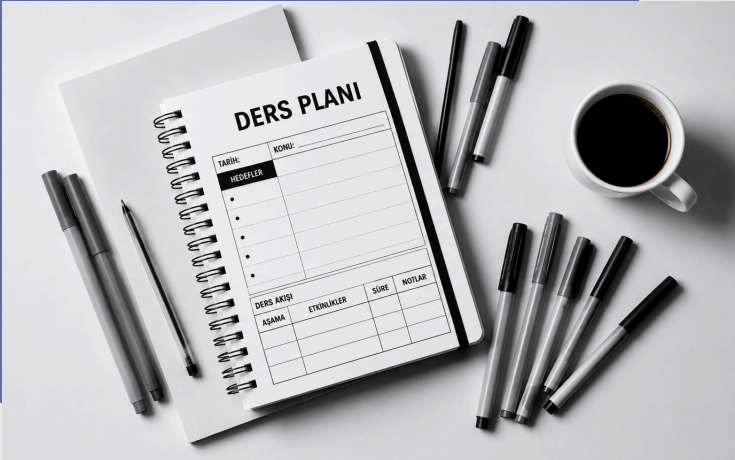 DERS PLANI
TARİH:
KONU:
HEDEFLER
DERS AKIŞI
AŞAMA ETKİNLİKLER SÜRE NOTLAR